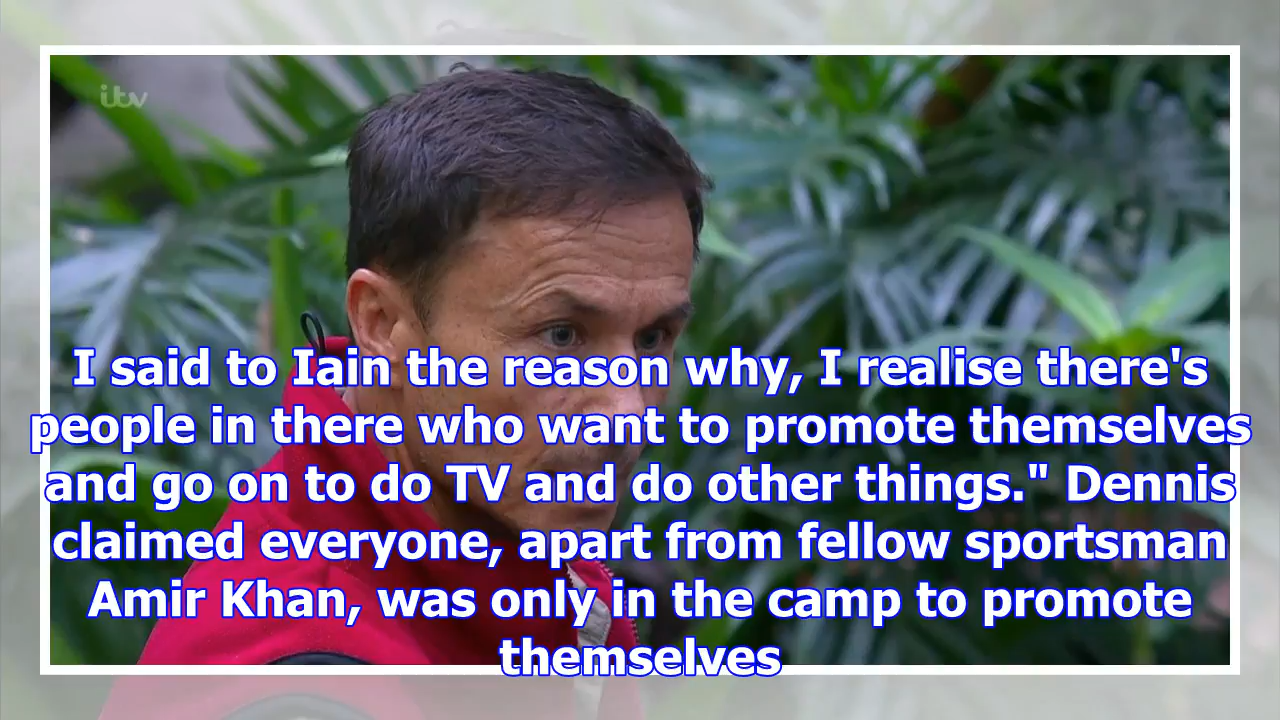 itv
I said to Iain the reason why, I realise there's
people in there who want to promote themselves
and go on to do TV and do other things." Dennis
claimed everyone, apart from fellow sportsman
Amir Khan, was only in the camp to promote
themselves